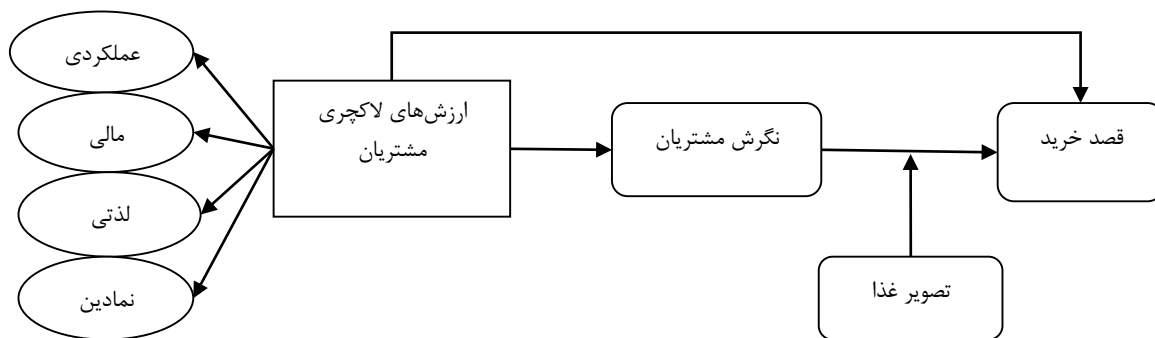 عملکردی
مالی
لذتی
نمادین
ارزش‌های لاکچری
مشتریان
نگرش مشتریان
قصد خرید
تصویر غذا